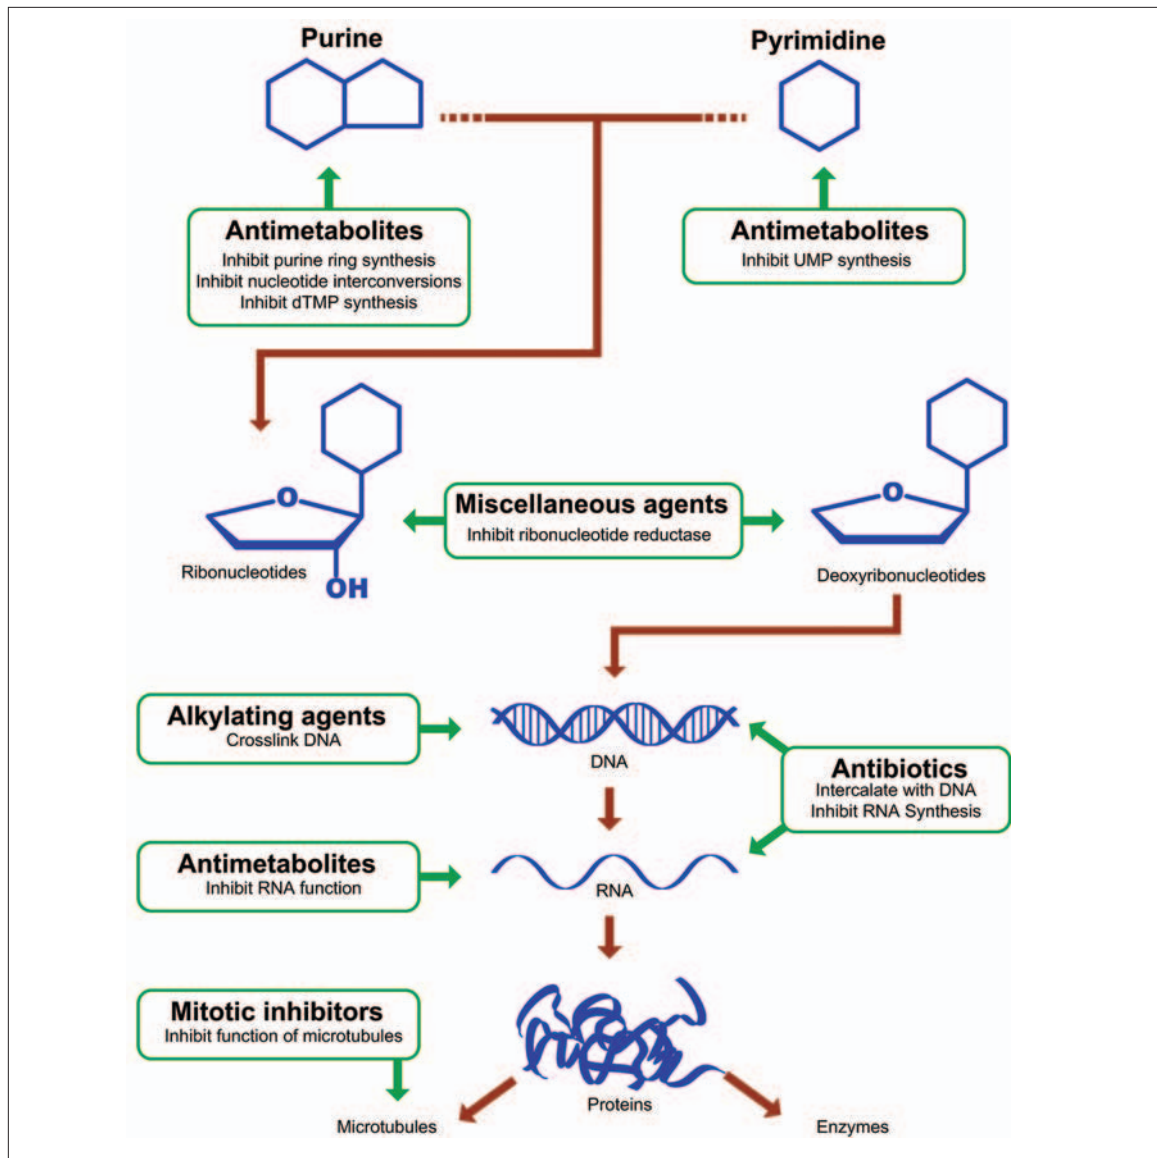 Purine
Pyrimidine
Antimetabolites
Inhibit purine ring synthesis
Inhibit nucleotide interconversions
Inhibit dTMP synthesis
Antimetabolites
Inhibit UMP synthesis
O
Ribonucleotides
OH
Miscellaneous agents
Inhibit ribonucleotide reductase
O
Deoxyribonucleotides
Alkylating agents
Crosslink DNA
DNA
Antibiotics
Intercalate with DNA
Inhibit RNA Synthesis
Antimetabolites
Inhibit RNA function
RNA
Mitotic inhibitors
Inhibit function of microtubules
Proteins
Microtubules
Enzymes